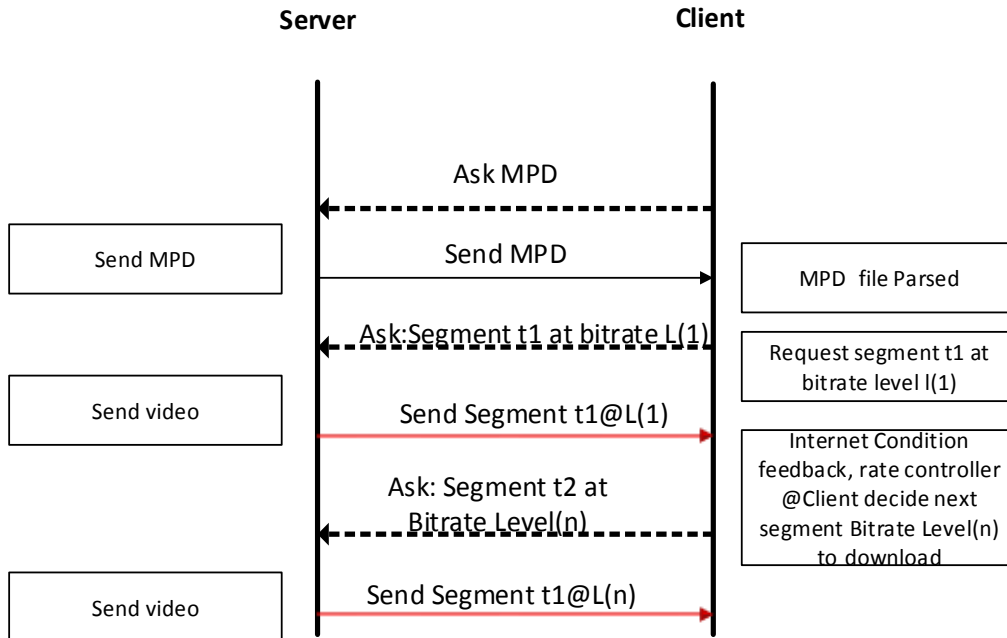 Server
Client
Ask MPD
Send MPD
Send MPD
MPD file Parsed
Ask:Segment t1 at bitrate L(1)
Request segment t1 at
bitrate level l(1)
Send video
Send Segment t1@L(1)
Internet Condition
feedback, rate controller
@Client decide next
segment Bitrate Level(n)
to download
Ask: Segment t2 at
Bitrate Level(n)
Send video
Send Segment t1@L(n)